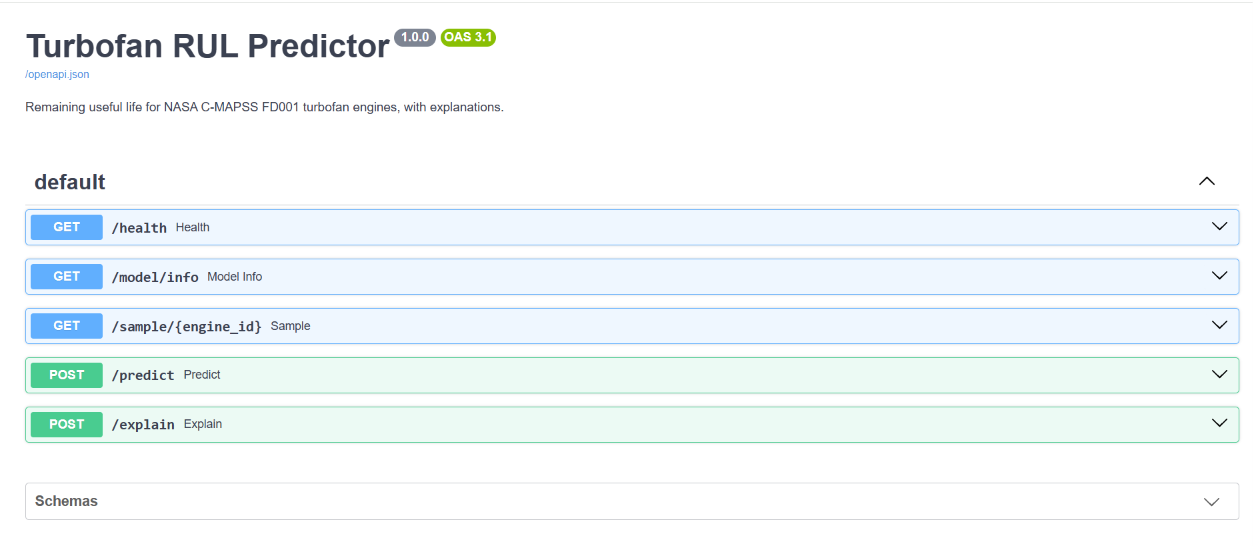 Turbofan RUL Predictor 1.0.0 OAS 3.1
/openapi.json
Remaining useful life for NASA C-MAPSS FD001 turbofan engines, with explanations.
default
GET /health Health
GET /model/info Model Info
GET /sample/{engine_id} Sample
POST /predict Predict
POST /explain Explain
Schemas